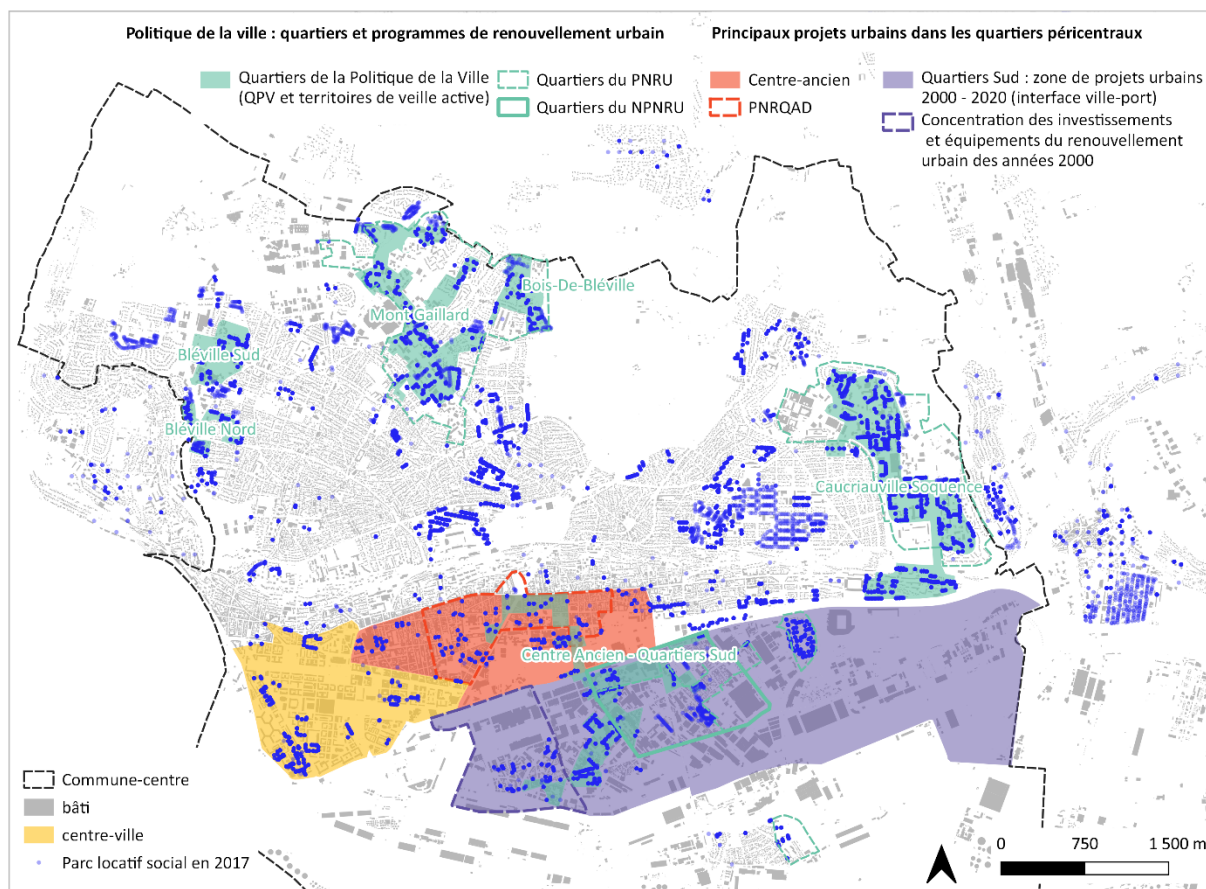 Politique de la ville : quartiers et programmes de renouvellement urbain
Principaux projets urbains dans les quartiers péricentraux
Quartiers de la Politique de la Ville
(QPV et territoires de veille active)
Quartiers du PNRU
Quartiers du NPNRU
Centre-ancien
PNRQAD
Quartiers Sud : zone de projets urbains
2000 - 2020 (interface ville-port)
Concentration des investissements
et équipements du renouvellement
urbain des années 2000
Bois-De-Bléville
Mont Gaillard
Bléville Sud
Bléville Nord
Caucriauville Soquence
Centre Ancien - Quartiers Sud
Commune-centre
bâti
centre-ville
Parc locatif social en 2017
0 750 1 500 m